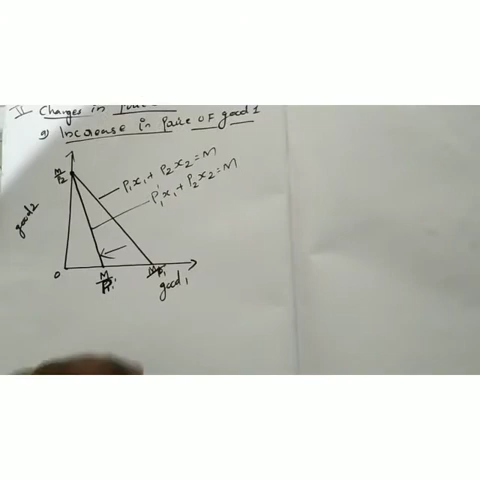 II Changes in Price
a) Increase in Price of good 1
M/P2
P1x1 + P2x2 = M
P1'x1 + P2x2 = M
good 2
0
M/P1'
M/P1
good 1